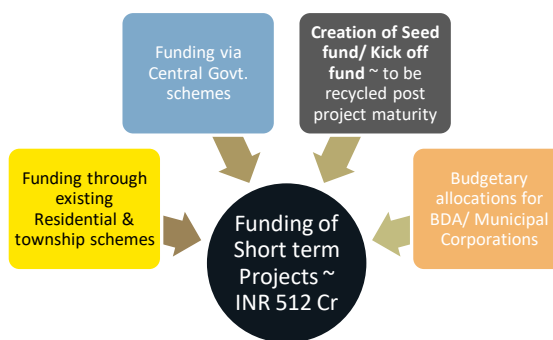 Funding via
Central Govt.
schemes
Creation of Seed
fund/ Kick off
fund ~ to be
recycled post
project maturity
Funding through
existing
Residential &
township schemes
Budgetary
allocations for
BDA/ Municipal
Corporations
Funding of
Short term
Projects ~
INR 512 Cr